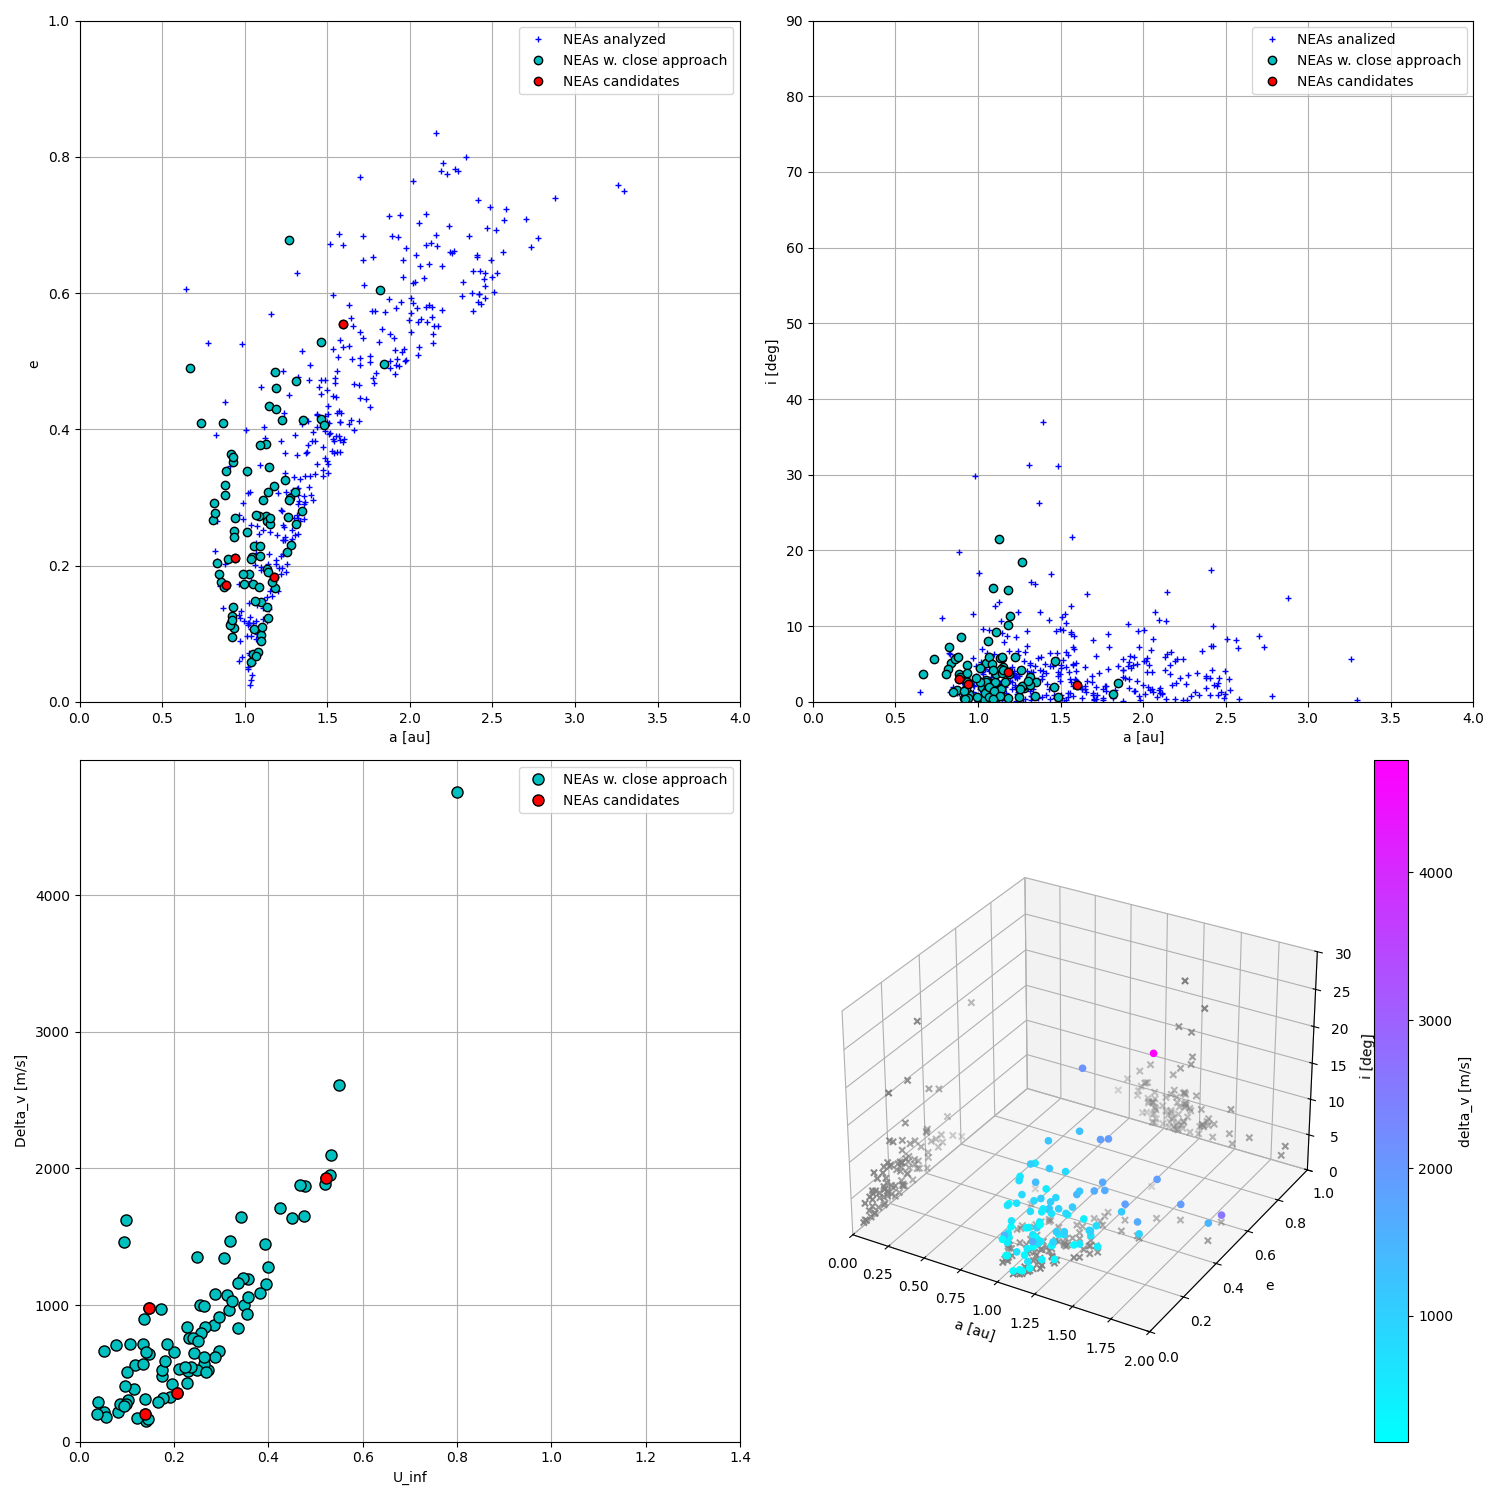 1.0
0.8
0.6
0.4
0.2
0.0
e
0.0 0.5 1.0 1.5 2.0 2.5 3.0 3.5 4.0
a [au]
NEAs analyzed
NEAs w. close approach
NEAs candidates
90
80
70
60
50
40
30
20
10
0
i [deg]
0.0 0.5 1.0 1.5 2.0 2.5 3.0 3.5 4.0
a [au]
NEAs analized
NEAs w. close approach
NEAs candidates
4000
3000
2000
1000
0
Delta_v [m/s]
0.0 0.2 0.4 0.6 0.8 1.0 1.2 1.4
U_inf
NEAs w. close approach
NEAs candidates
0.00 0.25 0.50 0.75 1.00 1.25 1.50 1.75 2.00
a [au]
0.0 0.2 0.4 0.6 0.8 1.0
e
0 5 10 15 20 25 30
i [deg]
4000
3000
2000
1000
delta_v [m/s]